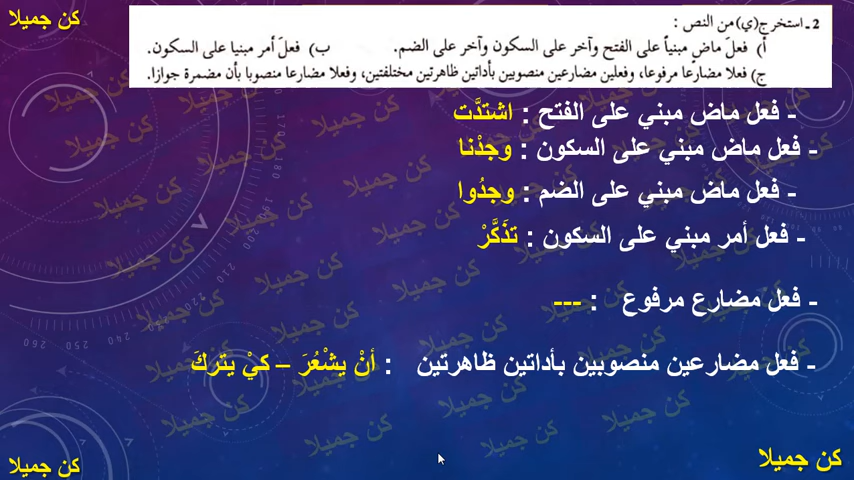 كن جميلا
2ـ استخرج(ي)من النص :
أ) فعلَ ماضٍ مبنياً على الفتح وآخر على السكون وآخر على الضم. ب) فعلَ أمر مبنيا على السكون.
ج) فعلا مضارعا مرفوعا، وفعلين مضارعين منصوبين بأداتين ظاهرتين مختلفتين، وفعلا مضارعا منصوبا بأن مضمرة جوازا.
- فعل ماض مبني على الفتح : اشتدَّت
- فعل ماض مبني على السكون : وجدْنا
- فعل ماض مبني على الضم : وجدُوا
- فعل أمر مبني على السكون : تذَكَّرْ
- فعل مضارع مرفوع : ---
- فعل مضارعين منصوبين بأداتين ظاهرتين : أنْ يشْعُرَ – كيْ يتركَ
كن جميلا
كن جميلا